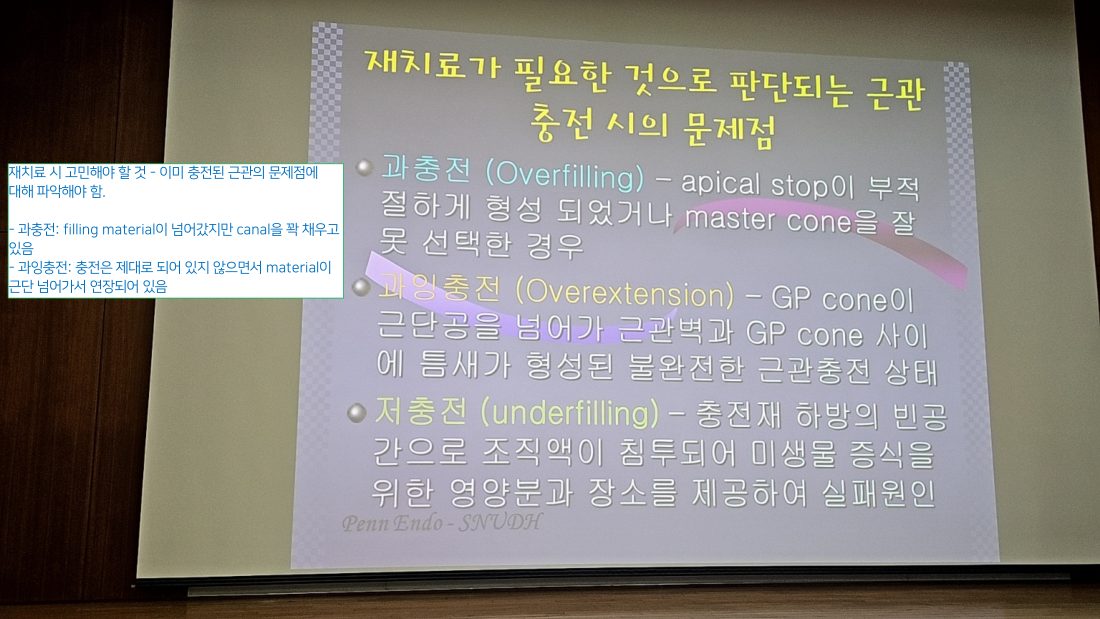 재치료가 필요한 것으로 판단되는 근관
충전 시의 문제점
재치료 시 고민해야 할 것 - 이미 충전된 근관의 문제점에
대해 파악해야 함.
- 과충전: filling material이 넘어갔지만 canal을 꽉 채우고
있음
- 과잉충전: 충전은 제대로 되어 있지 않으면서 material이
근단 넘어가서 연장되어 있음
과충전 (Overfilling) – apical stop이 부적
절하게 형성 되었거나 master cone을 잘
못 선택한 경우
과잉충전 (Overextension) – GP cone이
근단공을 넘어가 근관벽과 GP cone 사이
에 틈새가 형성된 불완전한 근관충전 상태
저충전 (underfilling) – 충전재 하방의 빈공
간으로 조직액이 침투되어 미생물 증식을
위한 영양분과 장소를 제공하여 실패원인
Penn Endo - SNUDH